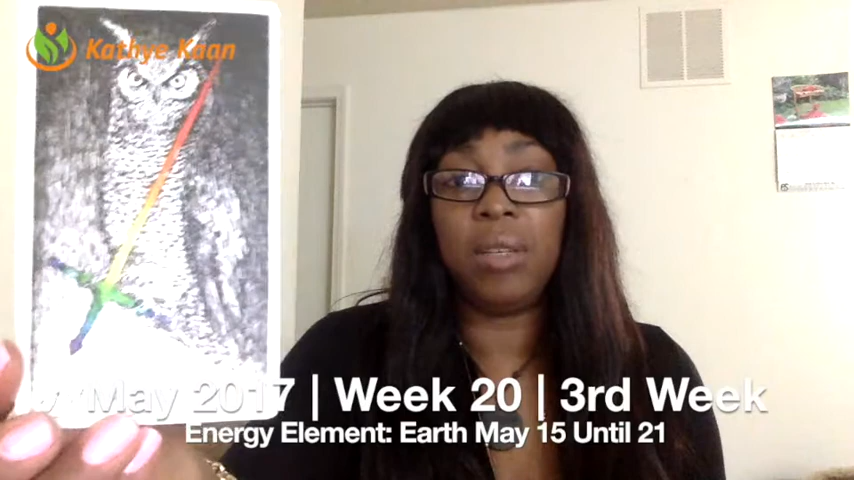 Kathye Kaan
May 2017 | Week 20 | 3rd Week
Energy Element: Earth May 15 Until 21